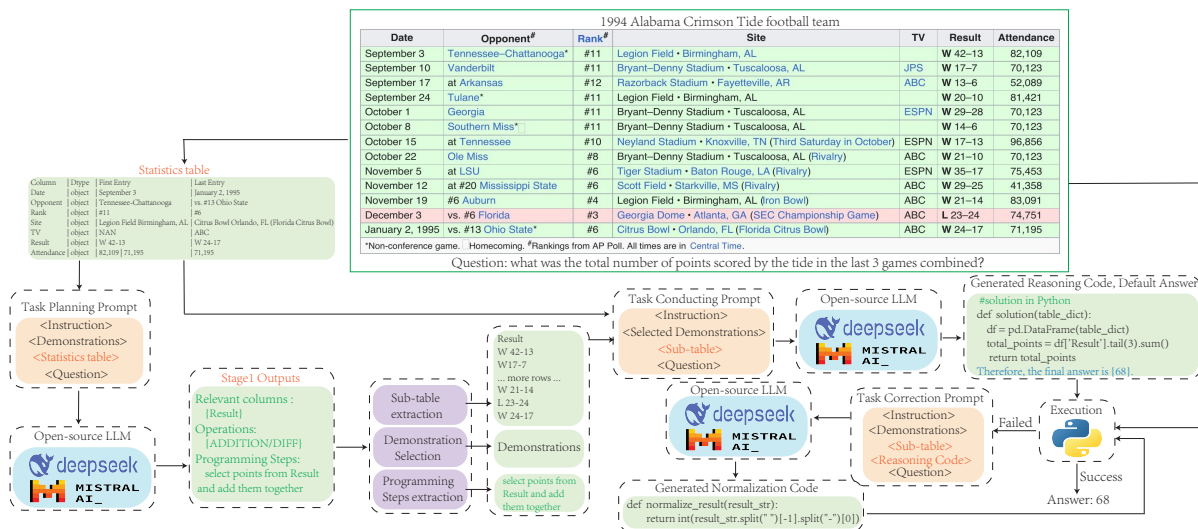 1994 Alabama Crimson Tide football team
Date Opponent# Rank# Site TV Result Attendance
September 3 Tennessee–Chattanooga* #11 Legion Field • Birmingham, AL W 42–13 82,109
September 10 Vanderbilt #11 Bryant–Denny Stadium • Tuscaloosa, AL JPS W 17–7 70,123
September 17 at Arkansas #12 Razorback Stadium • Fayetteville, AR ABC W 13–6 52,089
September 24 Tulane* #11 Legion Field • Birmingham, AL W 20–10 81,421
October 1 Georgia #11 Bryant–Denny Stadium • Tuscaloosa, AL ESPN W 29–28 70,123
October 8 Southern Miss* #11 Bryant–Denny Stadium • Tuscaloosa, AL W 14–6 70,123
October 15 at Tennessee #10 Neyland Stadium • Knoxville, TN (Third Saturday in October) ESPN W 17–13 96,856
October 22 Ole Miss #8 Bryant–Denny Stadium • Tuscaloosa, AL (Rivalry) ABC W 21–10 70,123
November 5 at LSU #6 Tiger Stadium • Baton Rouge, LA (Rivalry) ESPN W 35–17 75,453
November 12 at #20 Mississippi State #6 Scott Field • Starkville, MS (Rivalry) ABC W 29–25 41,358
November 19 #6 Auburn #4 Legion Field • Birmingham, AL (Iron Bowl) ABC W 21–14 83,091
December 3 vs. #6 Florida #3 Georgia Dome • Atlanta, GA (SEC Championship Game) ABC L 23–24 74,751
January 2, 1995 vs. #13 Ohio State* #6 Citrus Bowl • Orlando, FL (Florida Citrus Bowl) ABC W 24–17 71,195
*Non-conference game. Homecoming. #Rankings from AP Poll. All times are in Central Time.
Question: what was the total number of points scored by the tide in the last 3 games combined?
Statistics table
Column | Dtype | First Entry | Last Entry
Date | object | September 3 | January 2, 1995
Opponent | object | Tennessee-Chattanooga | vs. #13 Ohio State
Rank | object | #11 | #6
Site | object | Legion Field Birmingham, AL | Citrus Bowl Orlando, FL (Florida Citrus Bowl)
TV | object | NAN | ABC
Result | object | W 42-13 | W 24-17
Attendance | object | 82,109 | 71,195 | 71,195
Task Planning Prompt
<Instruction>
<Demonstrations>
<Statistics table>
<Question>
Open-source LLM
deepseek
MISTRAL
AI_
Stage1 Outputs
Relevant columns :
[Result]
Operations:
[ADDITION/DIFF]
Programming Steps:
select points from Result
and add them together
Sub-table
extraction
Demonstration
Selection
Programming
Steps extraction
Result
W 42-13
W17-7
... more rows ...
W 21-14
L 23-24
W 24-17
Demonstrations
select points from
Result and add
them together
Task Conducting Prompt
<Instruction>
<Selected Demonstrations>
<Sub-table>
<Question>
Open-source LLM
deepseek
MISTRAL
AI_
Generated Reasoning Code, Default Answer
#solution in Python
def solution(table_dict):
df = pd.DataFrame(table_dict)
total_points = df['Result'].tail(3).sum()
return total_points
Therefore, the final answer is [68].
Execution
Success
Answer: 68
Failed
Task Correction Prompt
<Instruction>
<Demonstrations>
<Sub-table>
<Reasoning Code>
<Question>
Open-source LLM
deepseek
MISTRAL
AI_
Generated Normalization Code
def normalize_result(result_str):
return int(result_str.split(" ")[-1].split("-")[0])